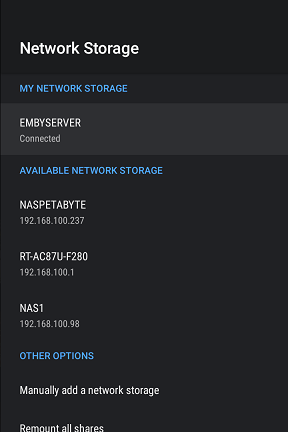 Network Storage
MY NETWORK STORAGE
EMBYSERVER
Connected
AVAILABLE NETWORK STORAGE
NASPETABYTE
192.168.100.237
RT-AC87U-F280
192.168.100.1
NAS1
192.168.100.98
OTHER OPTIONS
Manually add a network storage
Remount all shares